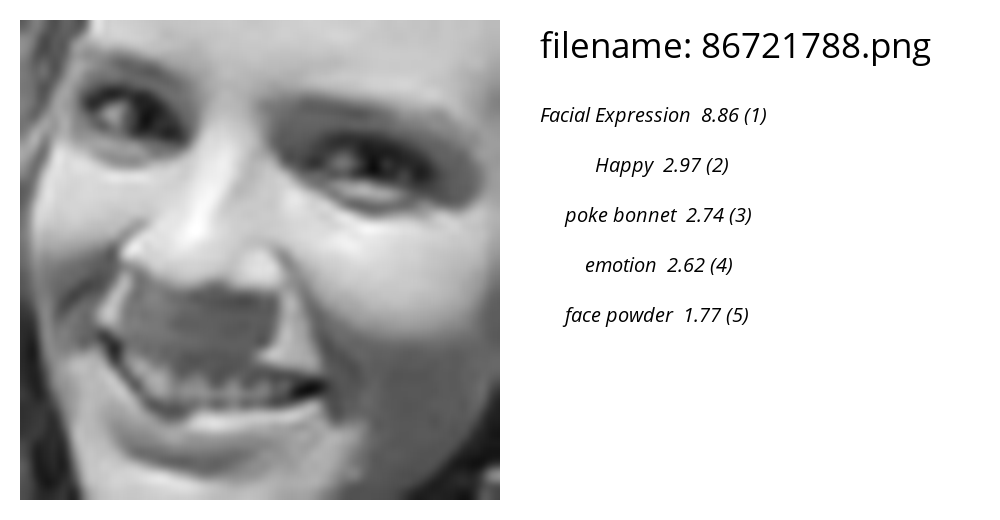 filename: 86721788.png
Facial Expression 8.86 (1)
Happy 2.97 (2)
poke bonnet 2.74 (3)
emotion 2.62 (4)
face powder 1.77 (5)